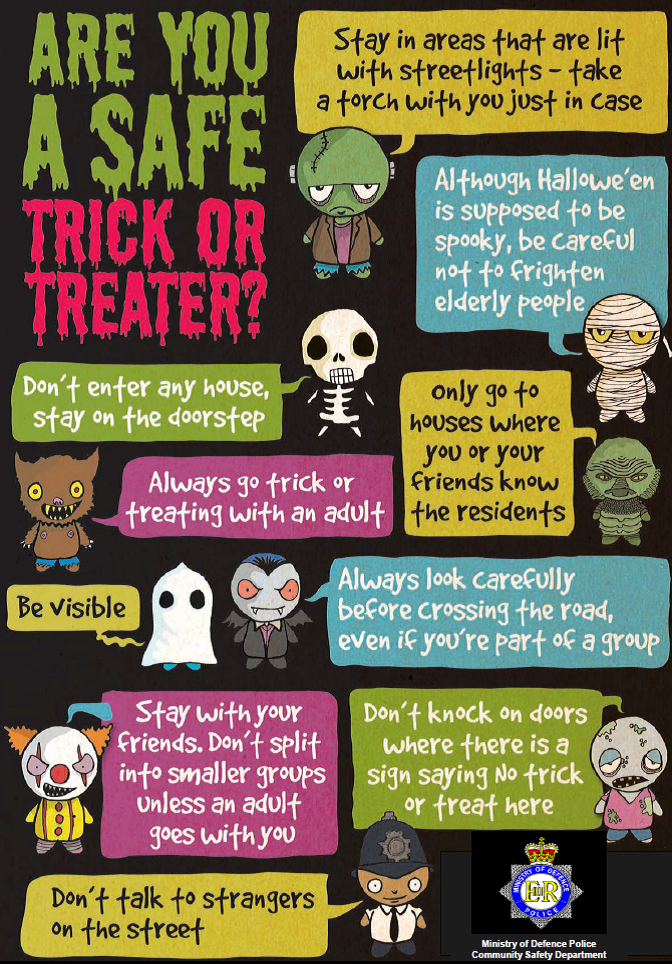 ARE YOU
A SAFE
TRICK OR
TREATER?
Stay in areas that are lit
with streetlights - take
a torch with you just in case
Although Hallowe'en
is supposed to be
spooky, be careful
not to frighten
elderly people
Don't enter any house,
stay on the doorstep
Only go to
houses where
you or your
friends know
the residents
Always go trick or
treating with an adult
Be visible
Always look carefully
before crossing the road,
even if you're part of a group
Stay with your
friends. Don't split
into smaller groups
unless an adult
goes with you
Don't knock on doors
where there is a
sign saying No trick
or treat here
Don't talk to strangers
on the street
MINISTRY OF DEFENCE
EIIR
POLICE
Ministry of Defence Police
Community Safety Department